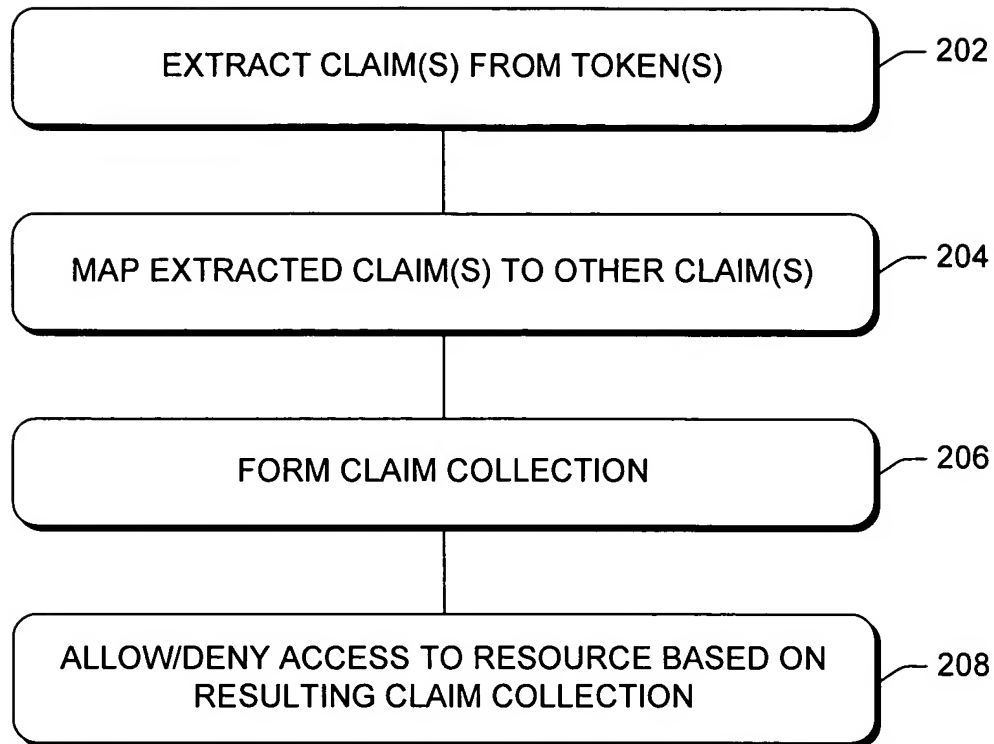 EXTRACT CLAIM(S) FROM TOKEN(S)
202
MAP EXTRACTED CLAIM(S) TO OTHER CLAIM(S)
204
FORM CLAIM COLLECTION
206
ALLOW/DENY ACCESS TO RESOURCE BASED ON
RESULTING CLAIM COLLECTION
208